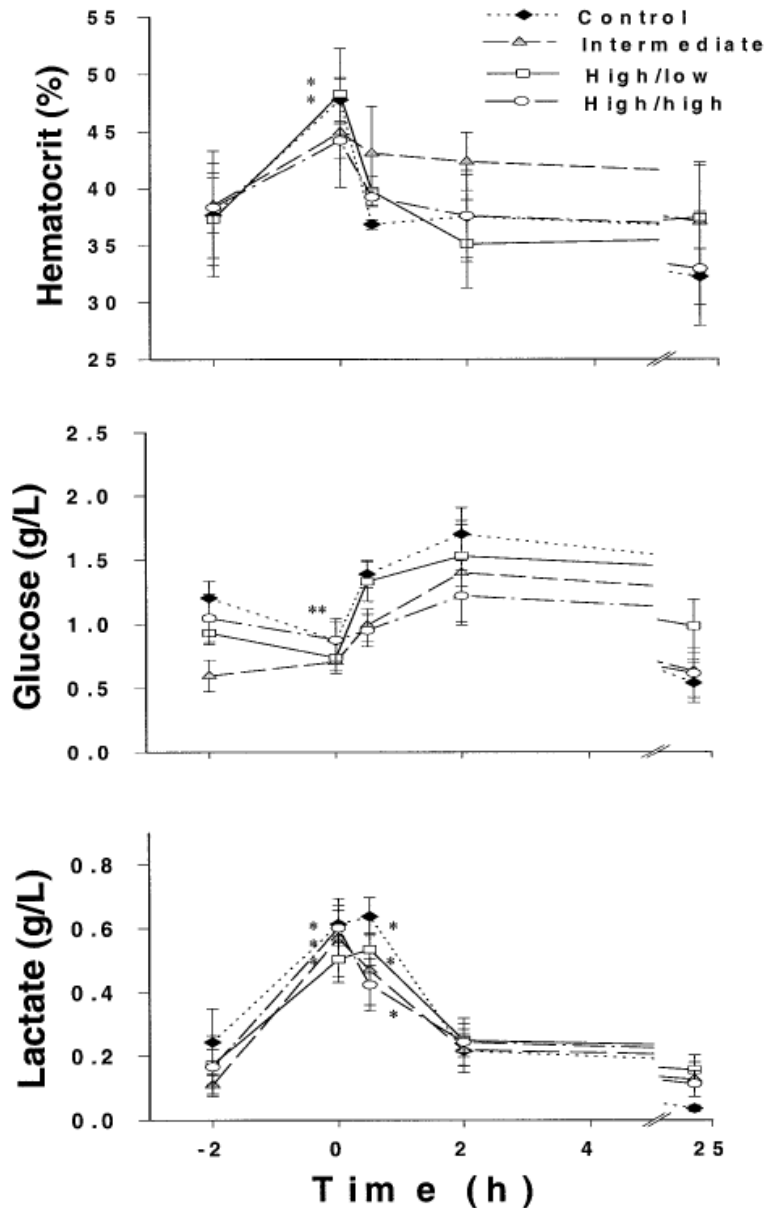 Control
Intermediate
High/low
High/high
Hematocrit (%)
55
50
45
40
35
30
25
*
*
Glucose (g/L)
2.5
2.0
1.5
1.0
0.5
0.0
**
Lactate (g/L)
0.8
0.6
0.4
0.2
0.0
* *
* *
*
*
-2 0 2 4 25
Time (h)